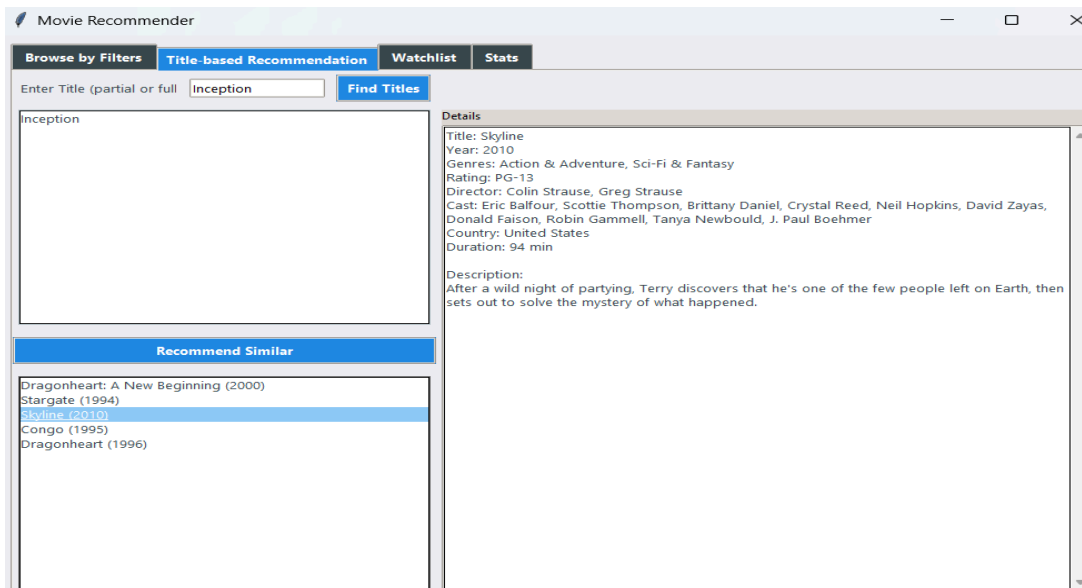 Movie Recommender
Browse by Filters
Title-based Recommendation
Watchlist
Stats
Enter Title (partial or full
Inception
Find Titles
Inception
Details
Title: Skyline
Year: 2010
Genres: Action & Adventure, Sci-Fi & Fantasy
Rating: PG-13
Director: Colin Strause, Greg Strause
Cast: Eric Balfour, Scottie Thompson, Brittany Daniel, Crystal Reed, Neil Hopkins, David Zayas,
Donald Faison, Robin Gammell, Tanya Newbould, J. Paul Boehmer
Country: United States
Duration: 94 min
Description:
After a wild night of partying, Terry discovers that he's one of the few people left on Earth, then
sets out to solve the mystery of what happened.
Recommend Similar
Dragonheart: A New Beginning (2000)
Stargate (1994)
Skyline (2010)
Congo (1995)
Dragonheart (1996)